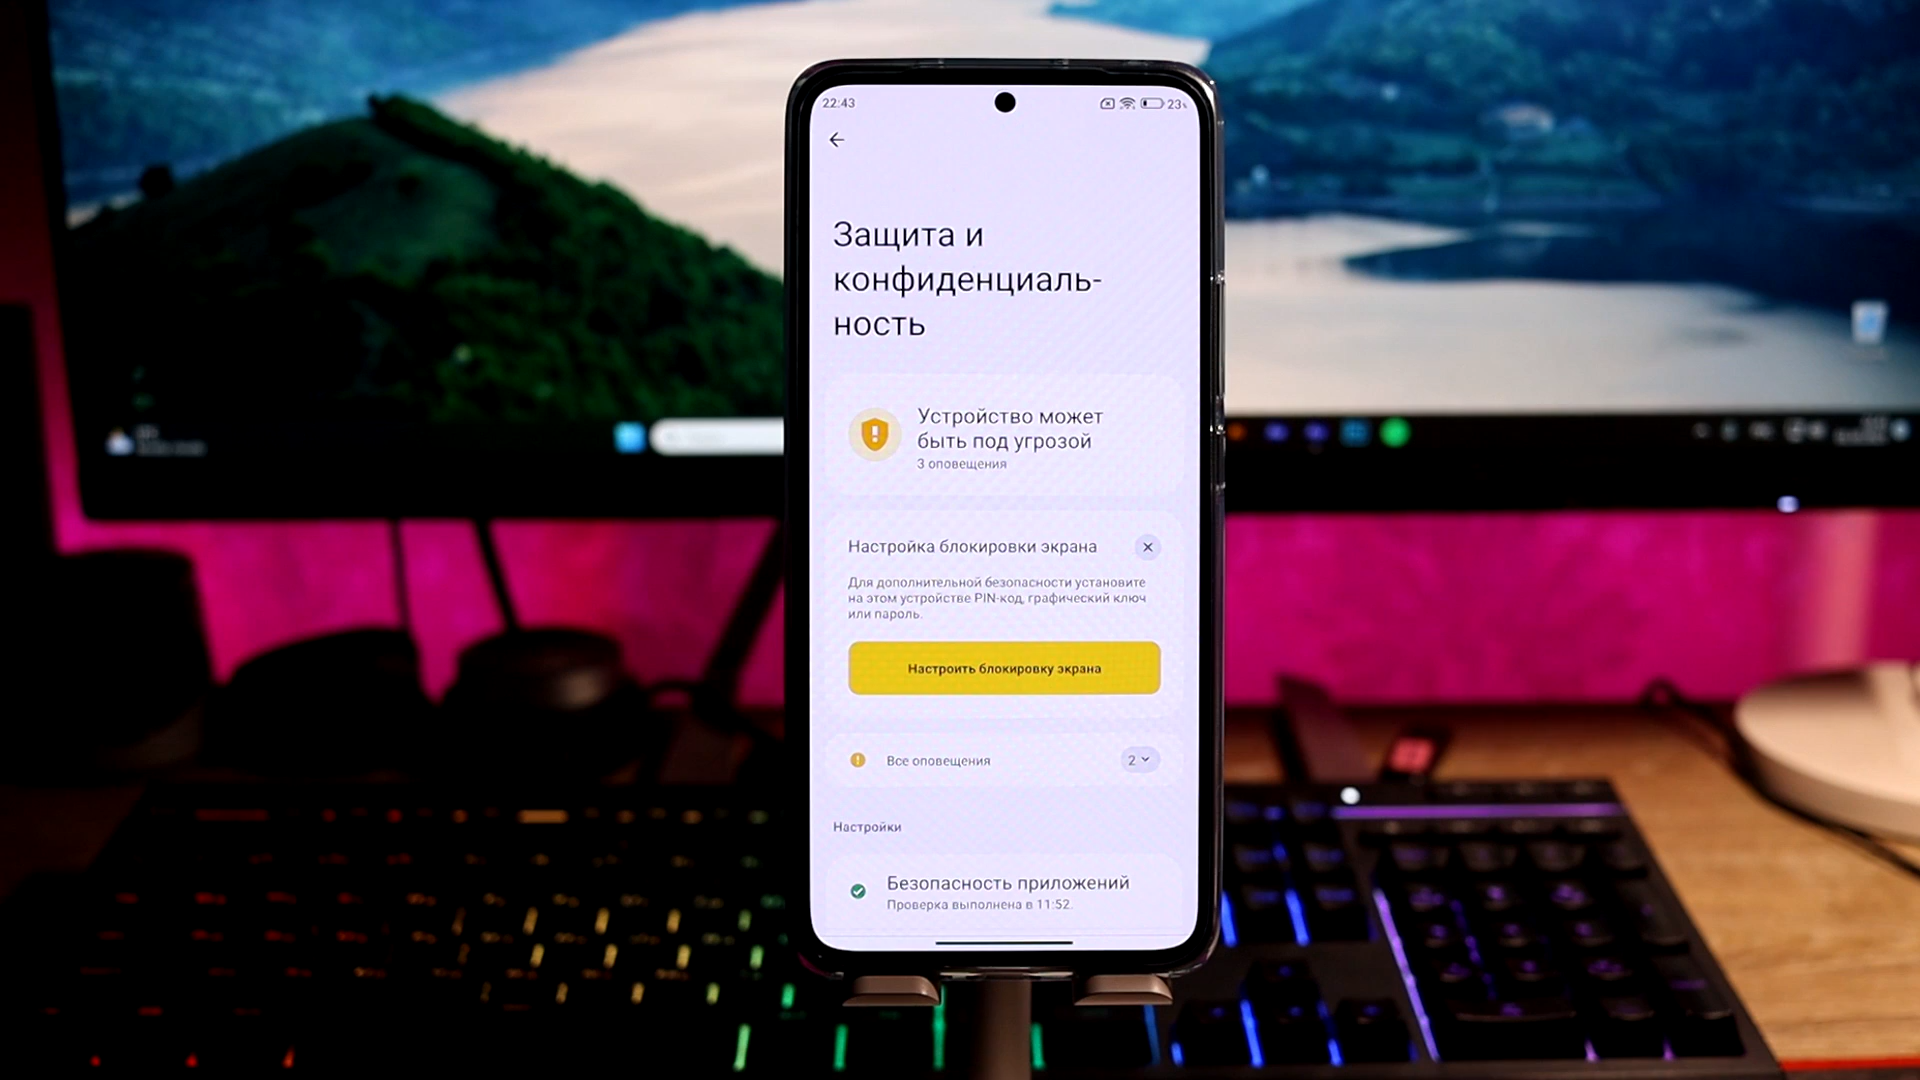 22:43
23%
Защита и
конфиденциаль-
ность
Устройство может
быть под угрозой
3 оповещения
Настройка блокировки экрана
Для дополнительной безопасности установите
на этом устройстве PIN-код, графический ключ
или пароль.
Настроить блокировку экрана
Все оповещения
2
Настройки
Безопасность приложений
Проверка выполнена в 11:52.